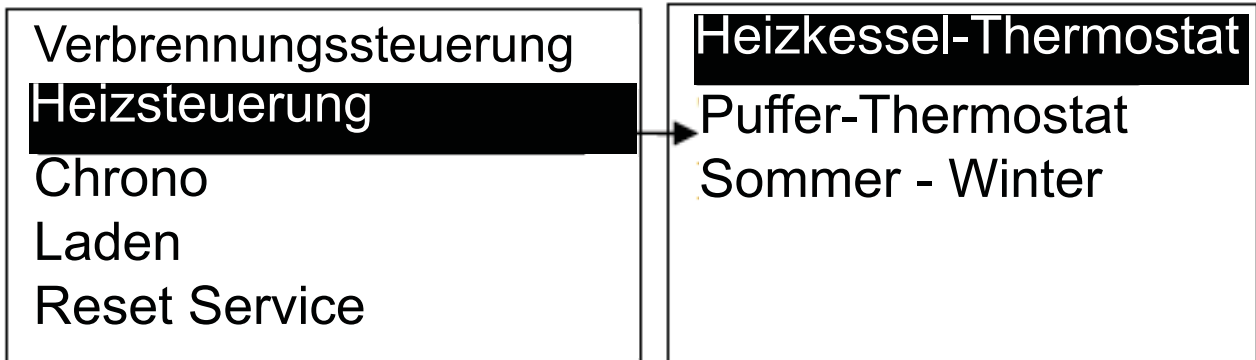 Verbrennungssteuerung
Heizsteuerung
Chrono
Laden
Reset Service
Heizkessel-Thermostat
Puffer-Thermostat
Sommer - Winter